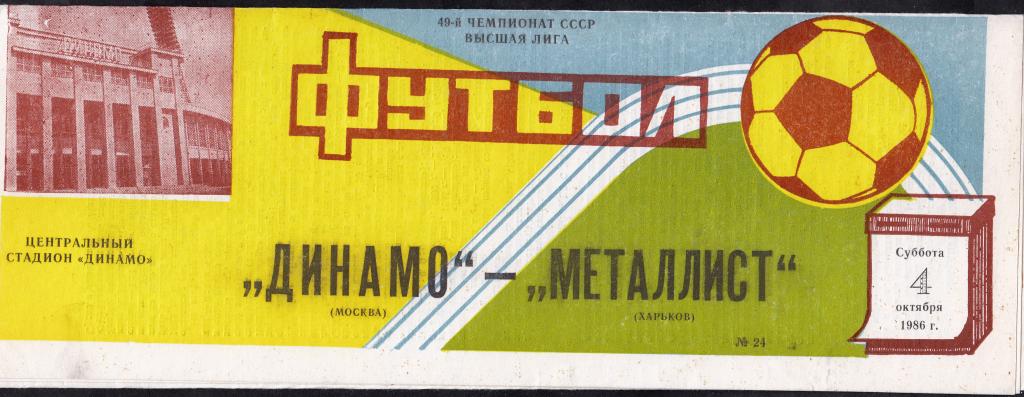 49-й ЧЕМПИОНАТ СССР
ВЫСШАЯ ЛИГА
ФУТБОЛ
ДИНАМО
ЦЕНТРАЛЬНЫЙ
СТАДИОН «ДИНАМО»
„ДИНАМО“ — „МЕТАЛЛИСТ“
(МОСКВА)
(ХАРЬКОВ)
№ 24
Суббота
4
октября
1986 г.